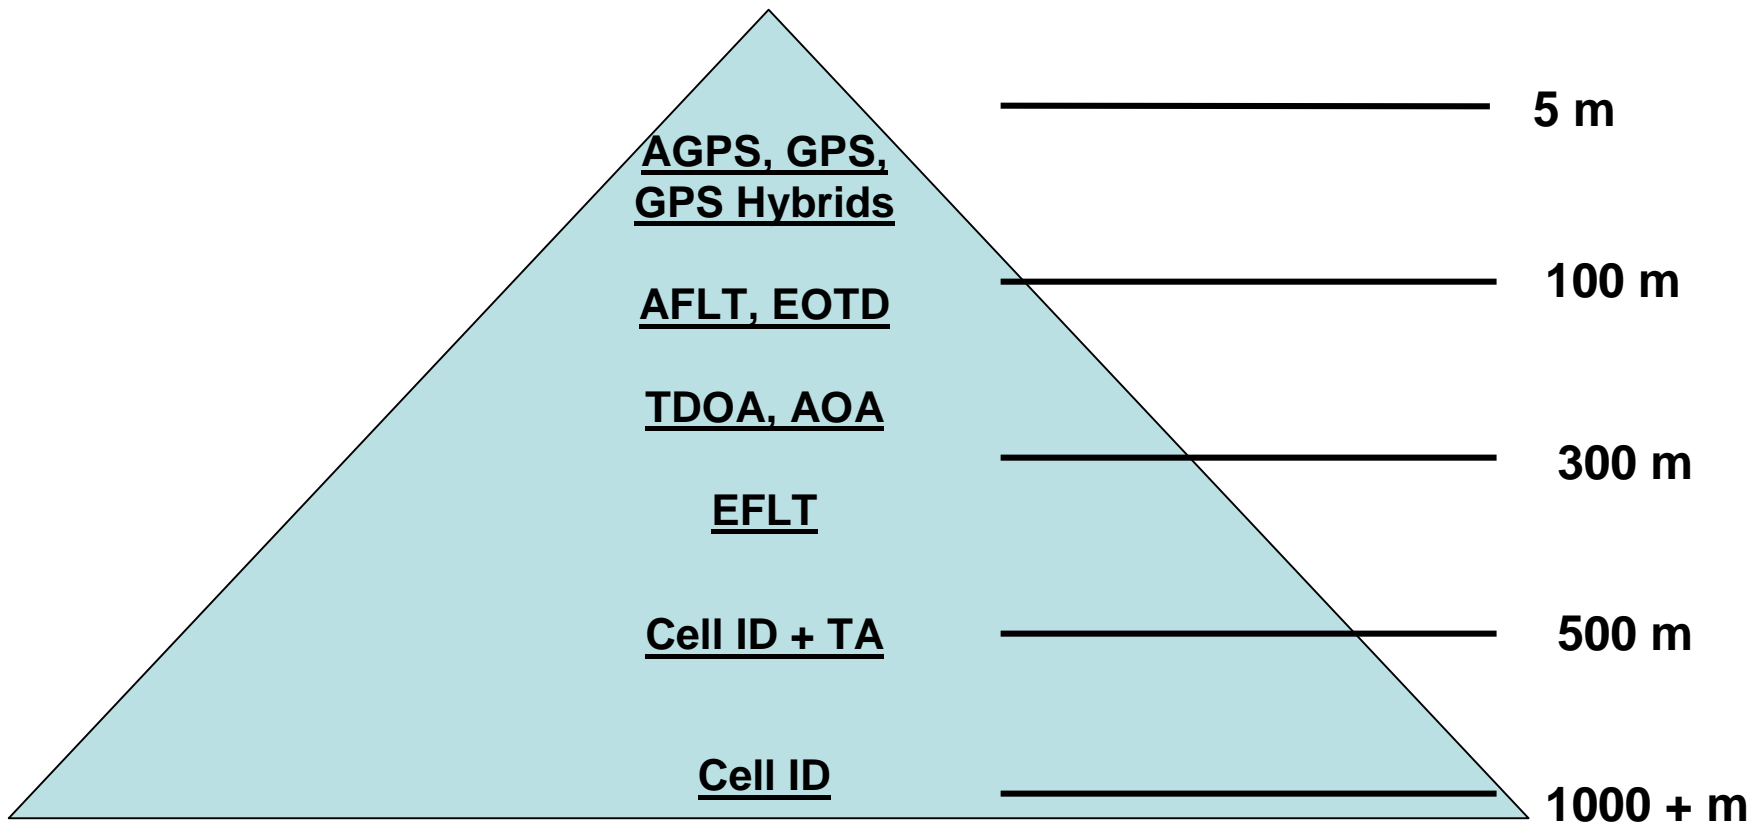 5 m
AGPS, GPS,
GPS Hybrids
100 m
AFLT, EOTD
TDOA, AOA
300 m
EFLT
Cell ID + TA
500 m
Cell ID
1000 + m